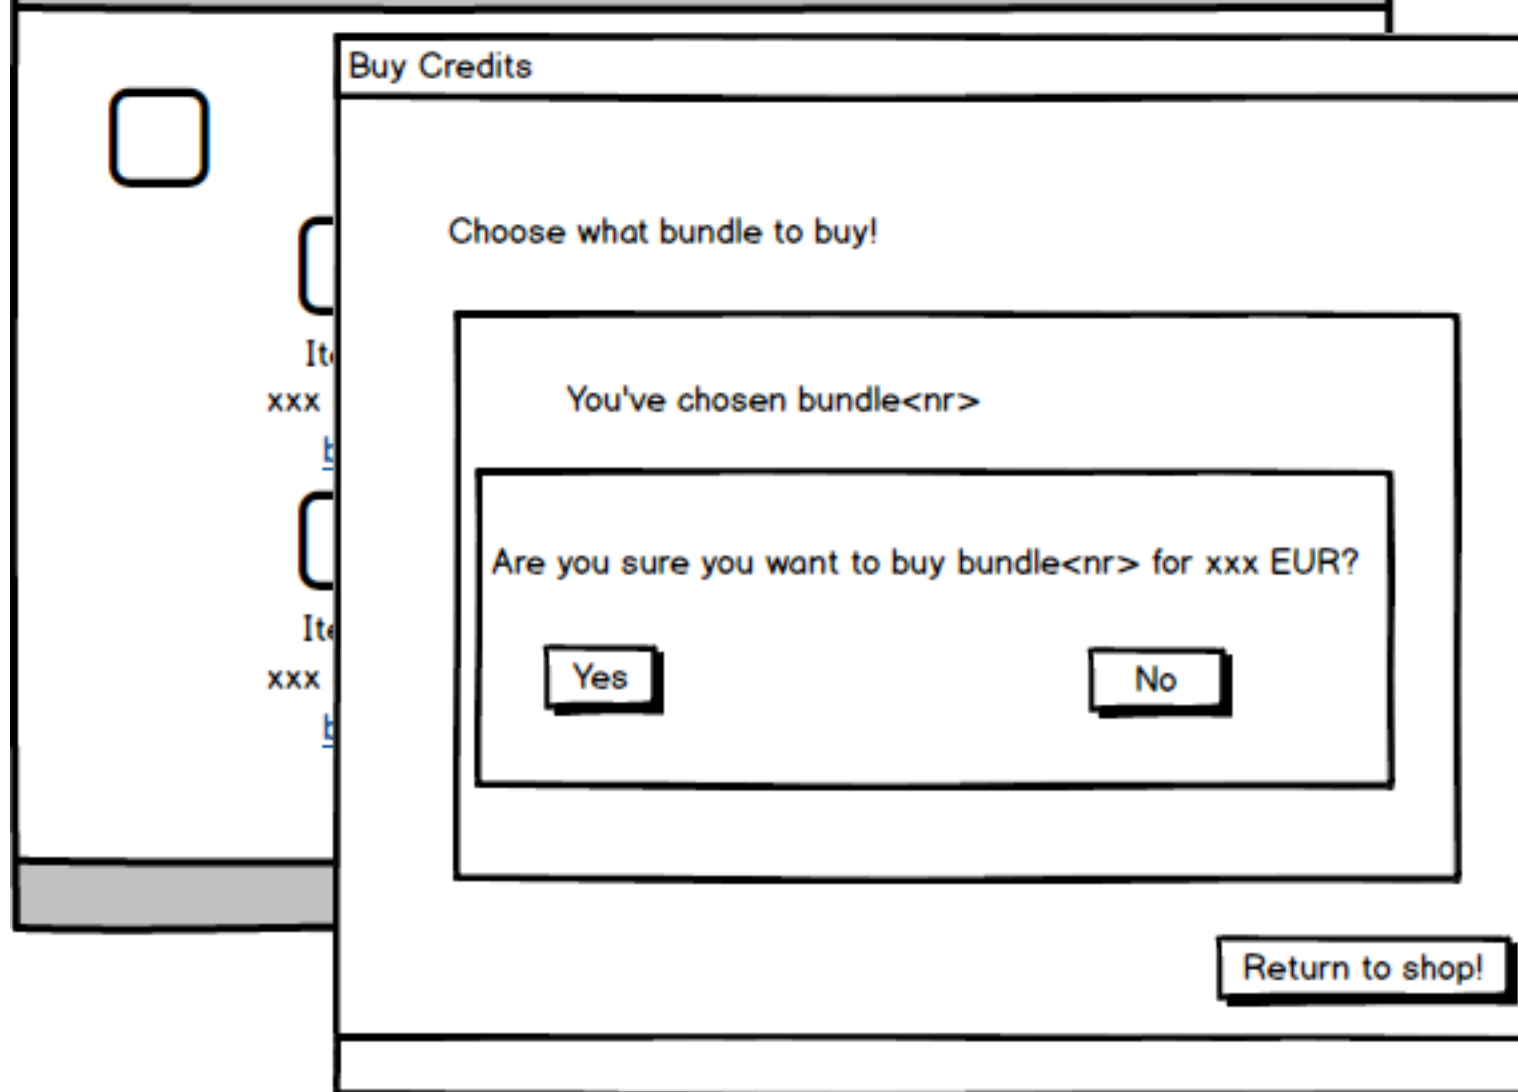 Buy Credits
Choose what bundle to buy!
You've chosen bundle<nr>
Are you sure you want to buy bundle<nr> for xxx EUR?
Yes
No
Return to shop!
xxx
xxx